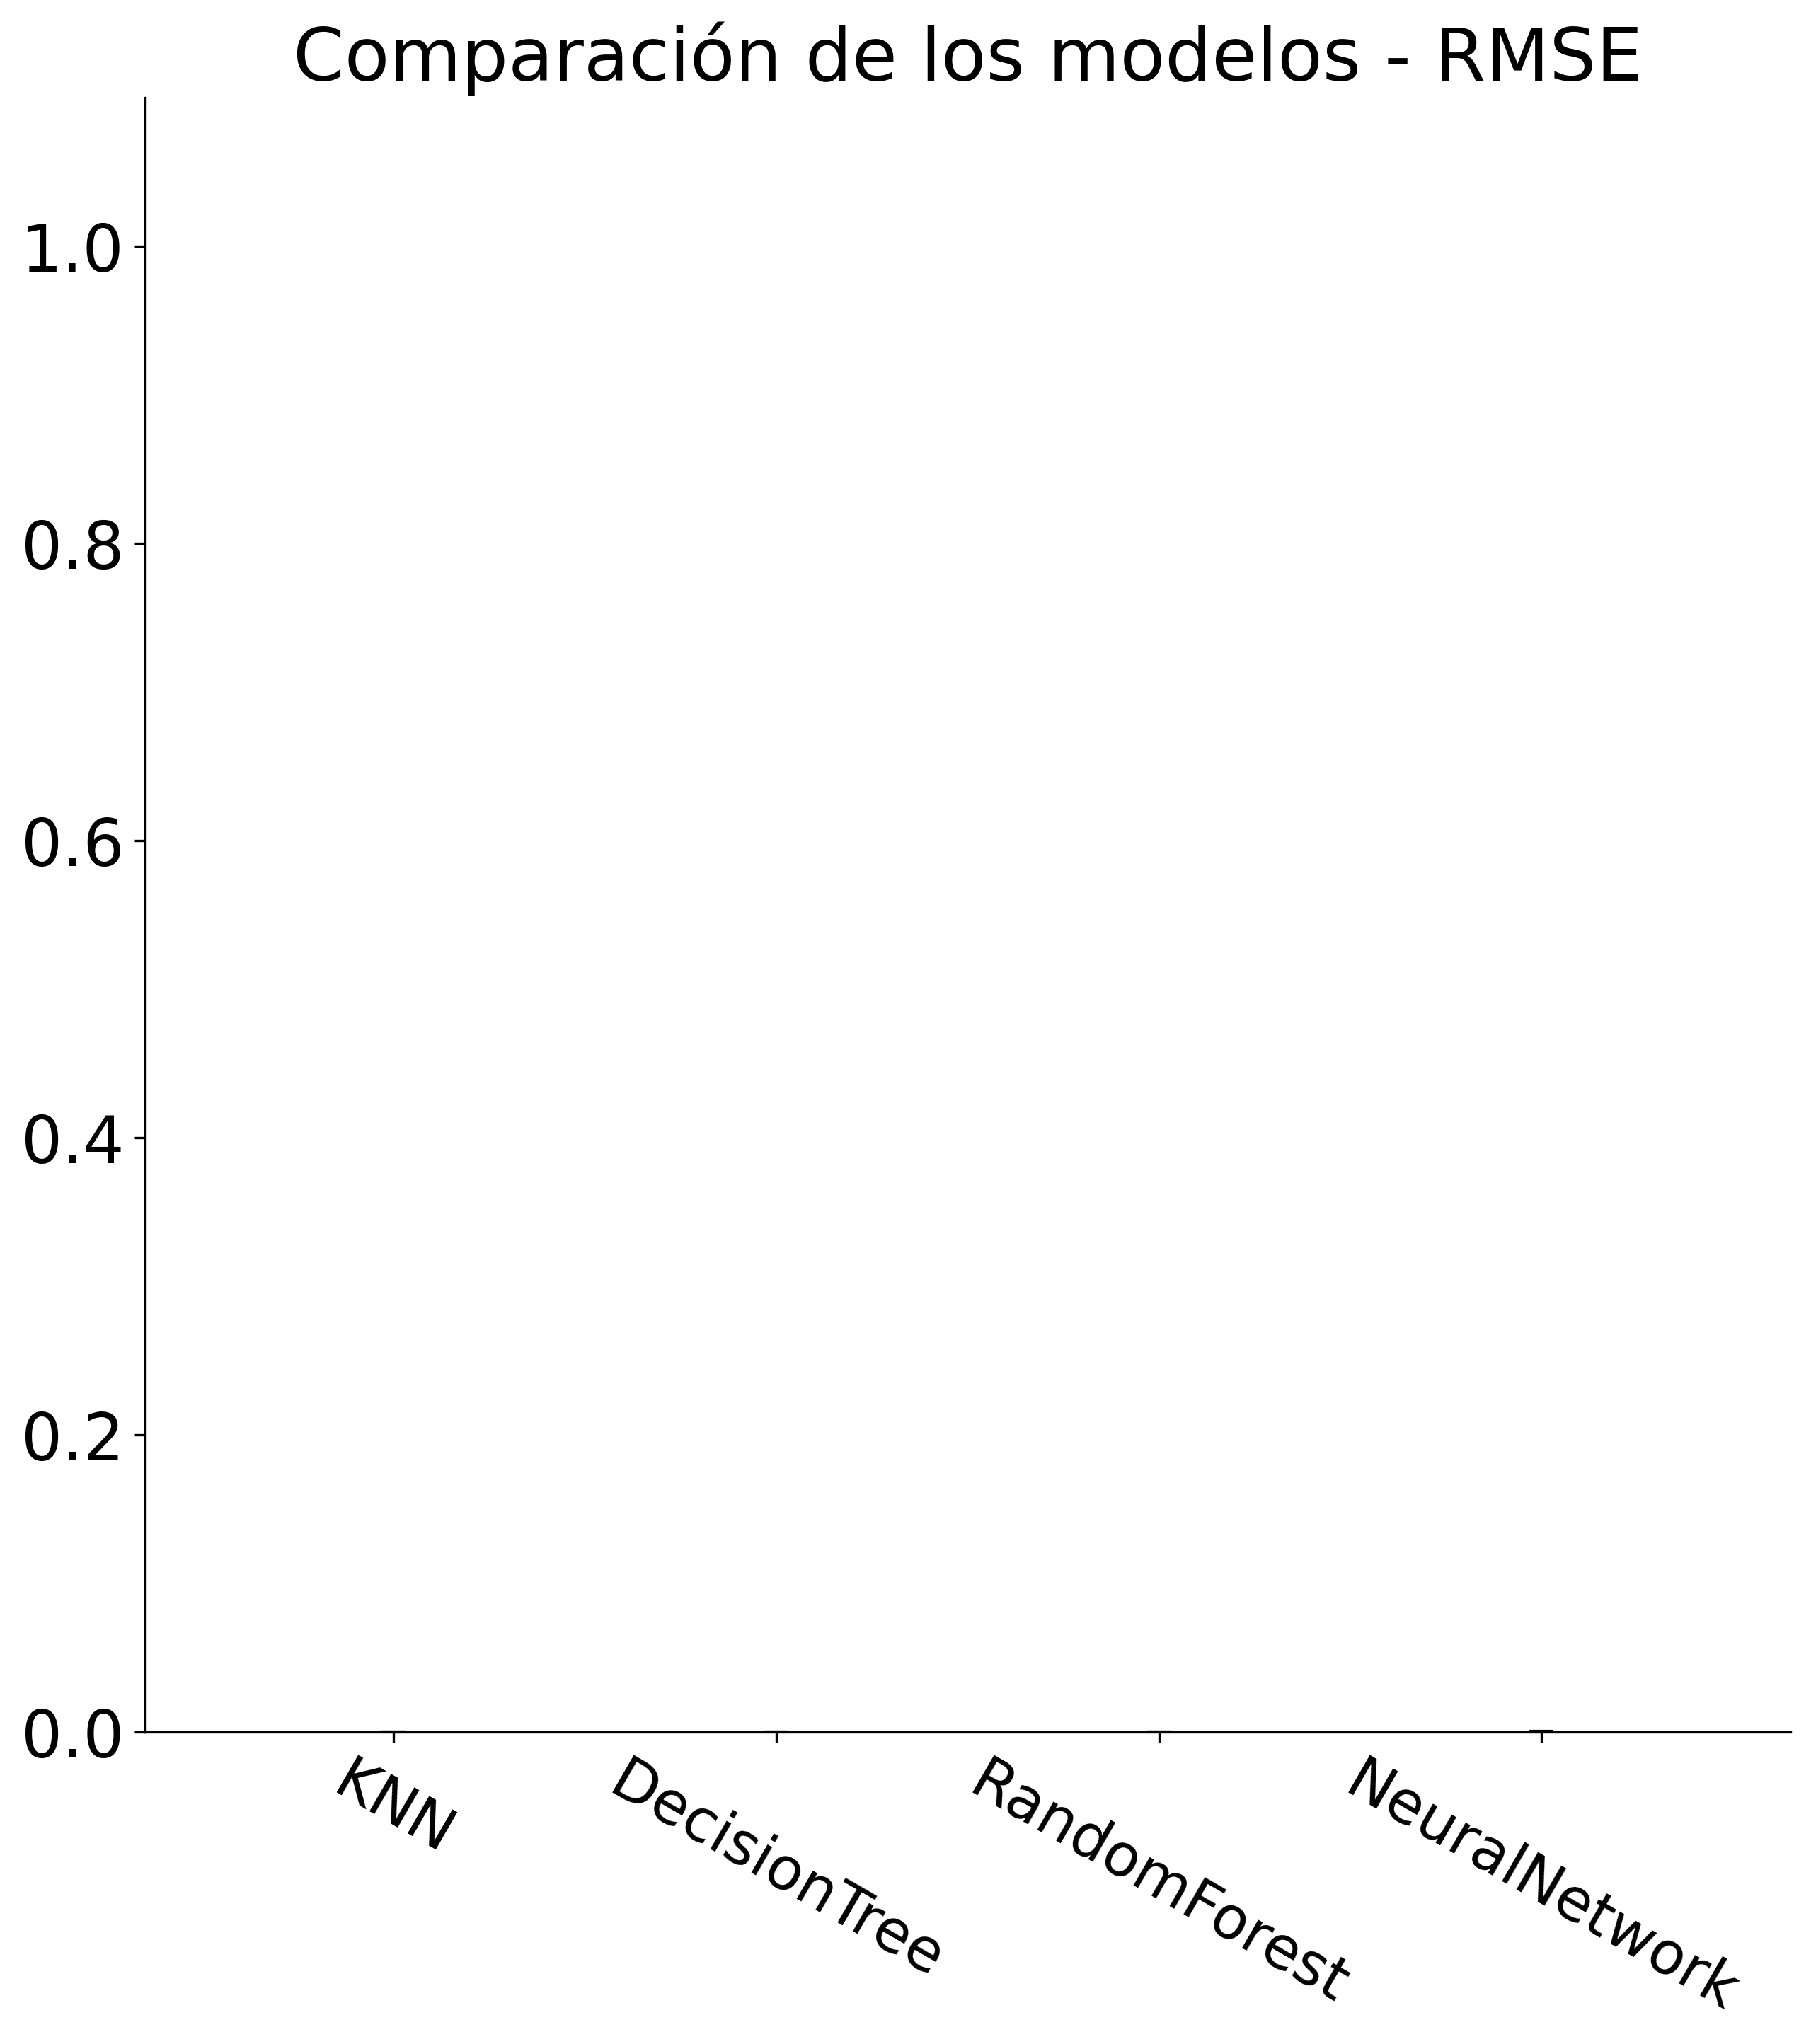 Comparación de los modelos - RMSE
1.0
0.8
0.6
0.4
0.2
0.0
KNN
DecisionTree
RandomForest
NeuralNetwork